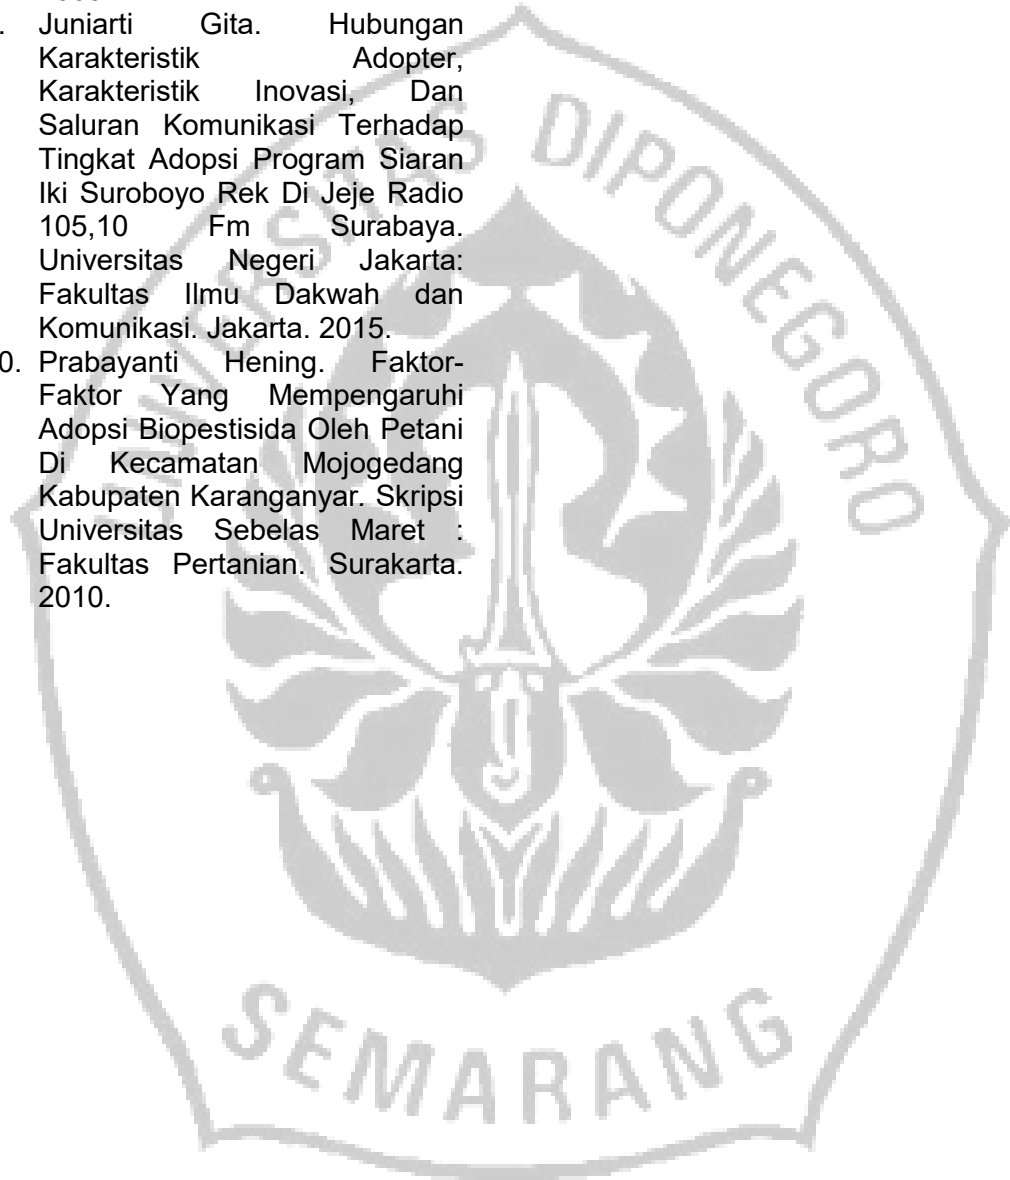 . Juniarti Gita. Hubungan
Karakteristik Adopter,
Karakteristik Inovasi, Dan
Saluran Komunikasi Terhadap
Tingkat Adopsi Program Siaran
Iki Suroboyo Rek Di Jeje Radio
105,10 Fm Surabaya.
Universitas Negeri Jakarta:
Fakultas Ilmu Dakwah dan
Komunikasi. Jakarta. 2015.
0. Prabayanti Hening. Faktor-
Faktor Yang Mempengaruhi
Adopsi Biopestisida Oleh Petani
Di Kecamatan Mojogedang
Kabupaten Karanganyar. Skripsi
Universitas Sebelas Maret :
Fakultas Pertanian. Surakarta.
2010.
UNIVERSITAS DIPONEGORO
SEMARANG